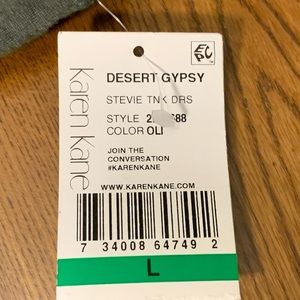 Karen Kane
DESERT GYPSY
STEVIE TNK DRS
STYLE
COLOR OLI
JOIN THE
CONVERSATION
#KARENKANE
WWW.KARENKANE.COM
7 34008 64749 2
L